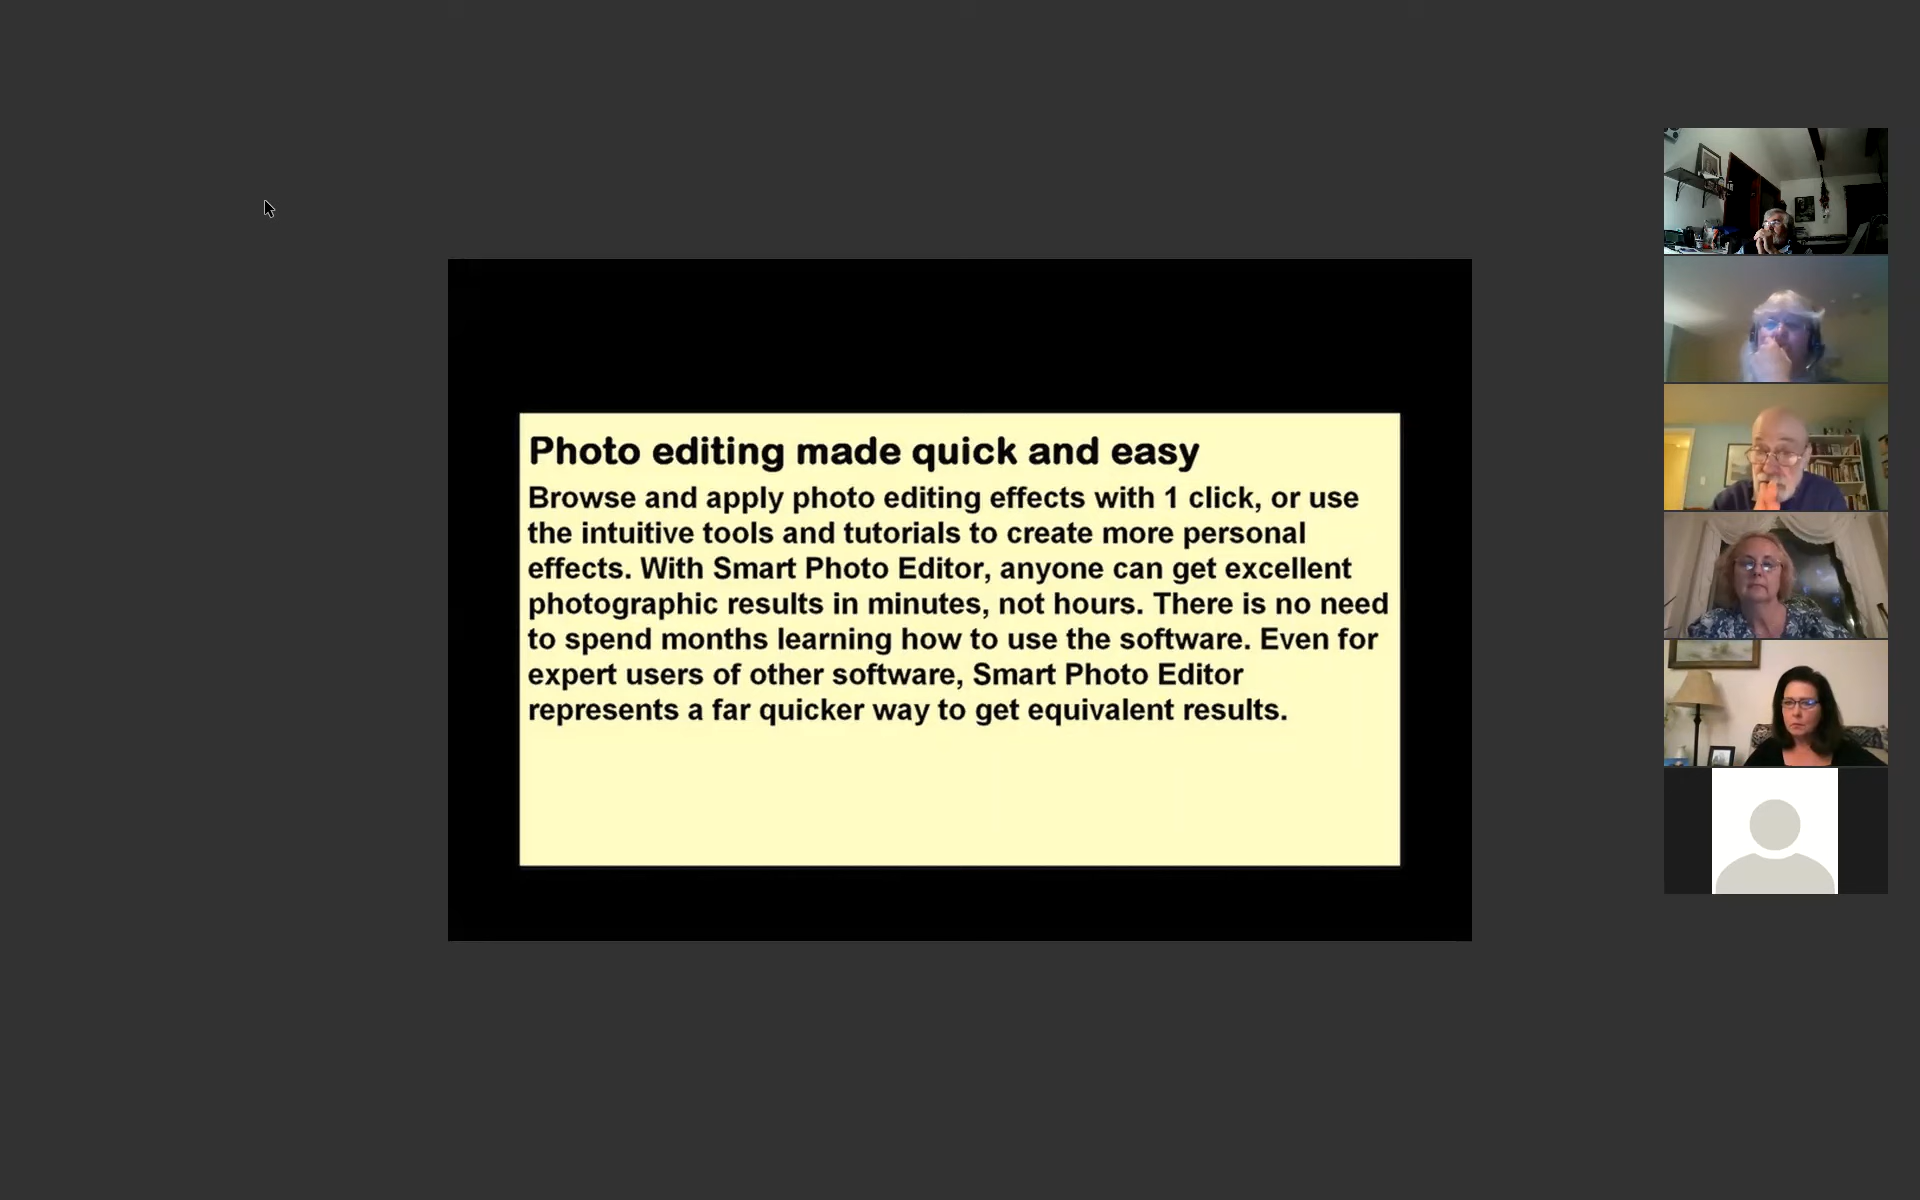 Photo editing made quick and easy
Browse and apply photo editing effects with 1 click, or use
the intuitive tools and tutorials to create more personal
effects. With Smart Photo Editor, anyone can get excellent
photographic results in minutes, not hours. There is no need
to spend months learning how to use the software. Even for
expert users of other software, Smart Photo Editor
represents a far quicker way to get equivalent results.